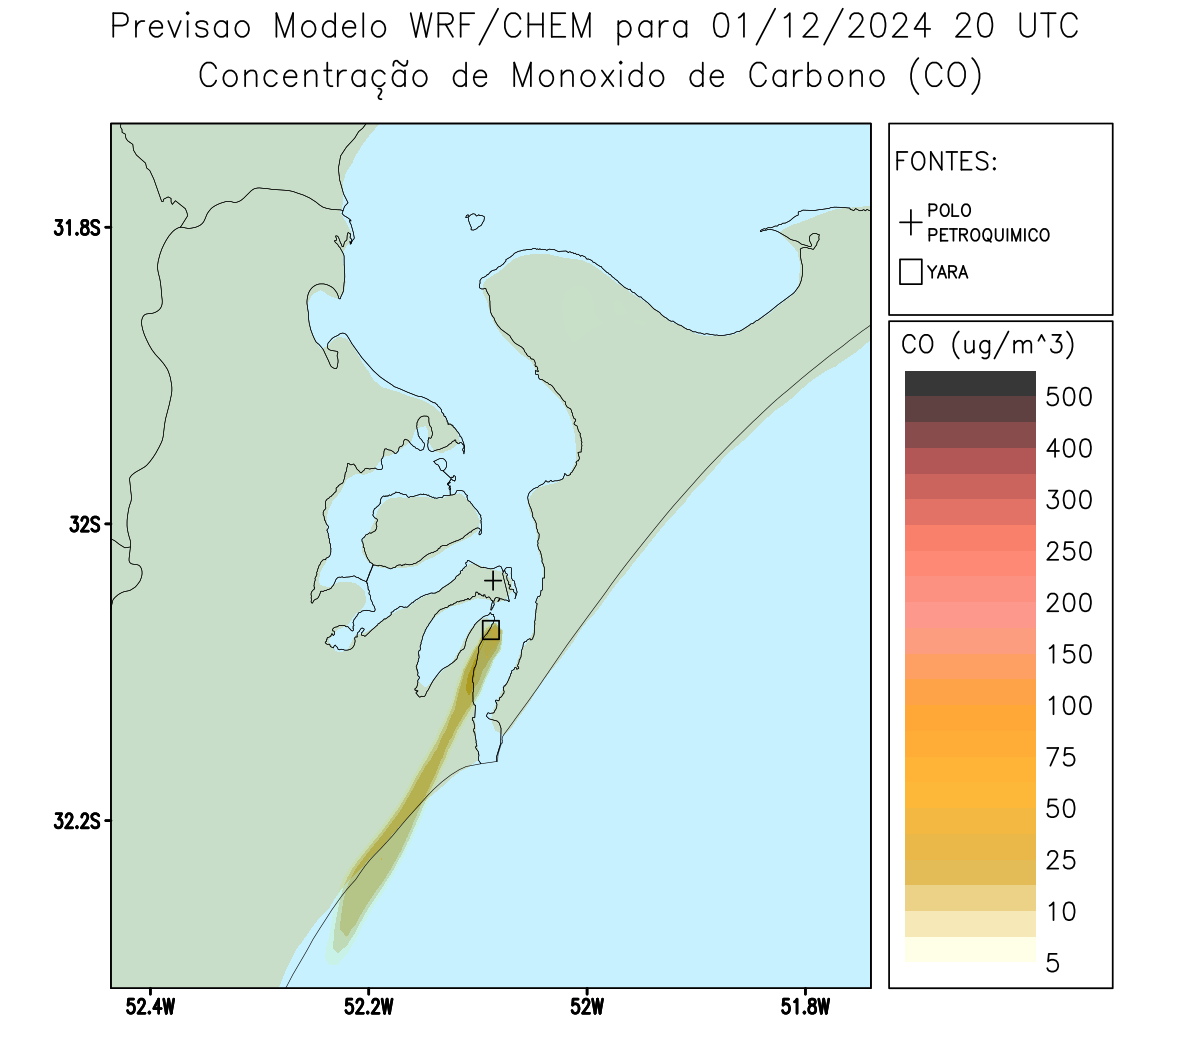 Previsao Modelo WRF/CHEM para 01/12/2024 20 UTC
Concentração de Monoxido de Carbono (CO)
FONTES:
POLO
PETROQUIMICO
YARA
CO (ug/m^3)
500
400
300
250
200
150
100
75
50
25
10
5
31.8S
32S
32.2S
52.4W
52.2W
52W
51.8W